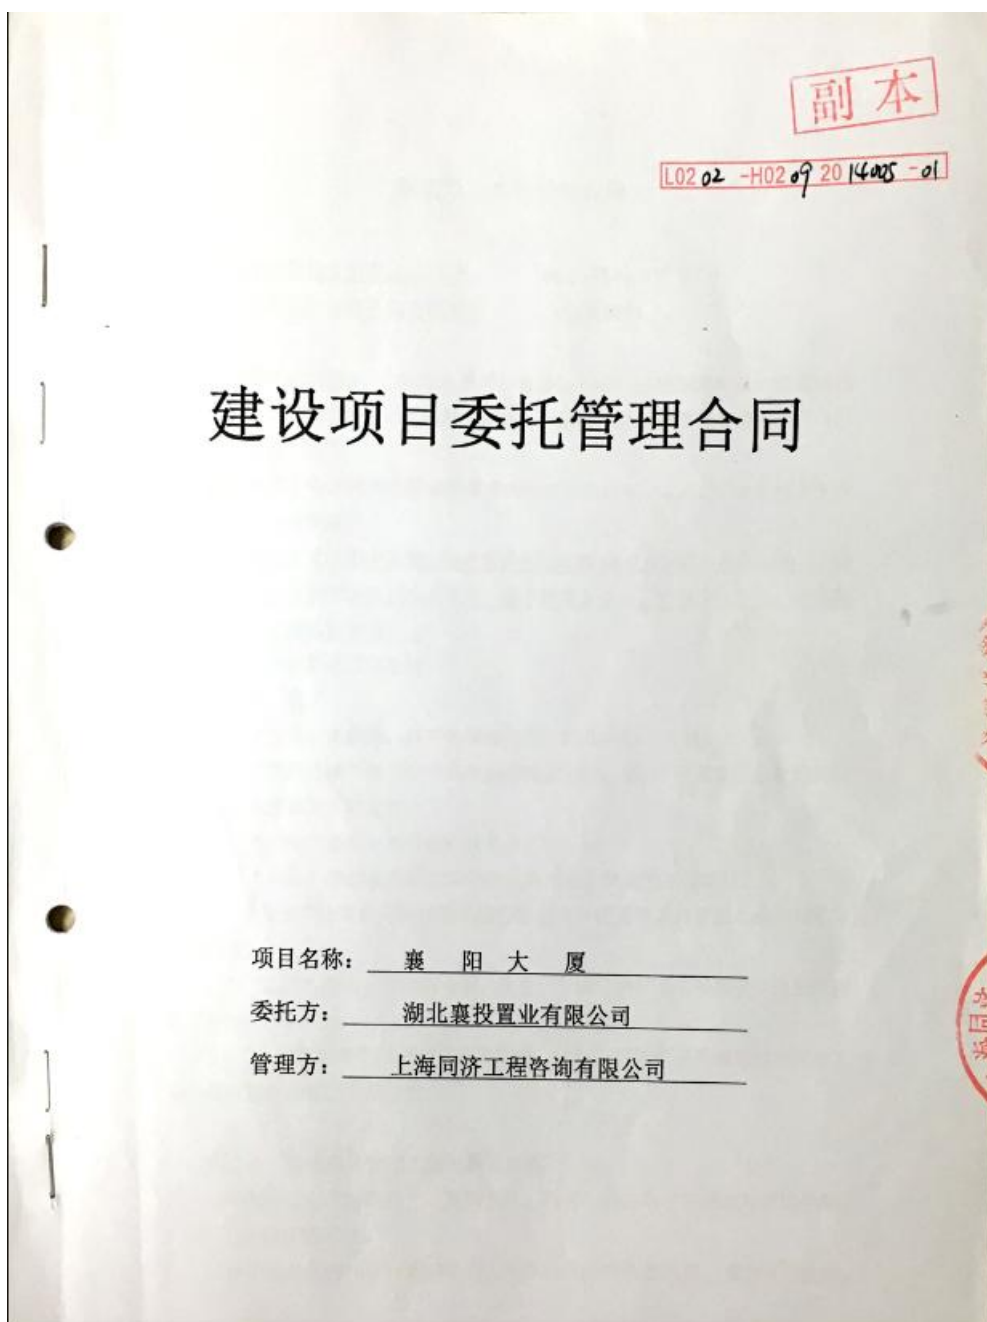 副本
L0202-H02092014005-01
建设项目委托管理合同
项目名称： 襄阳大厦
委托方： 湖北襄投置业有限公司
管理方： 上海同济工程咨询有限公司